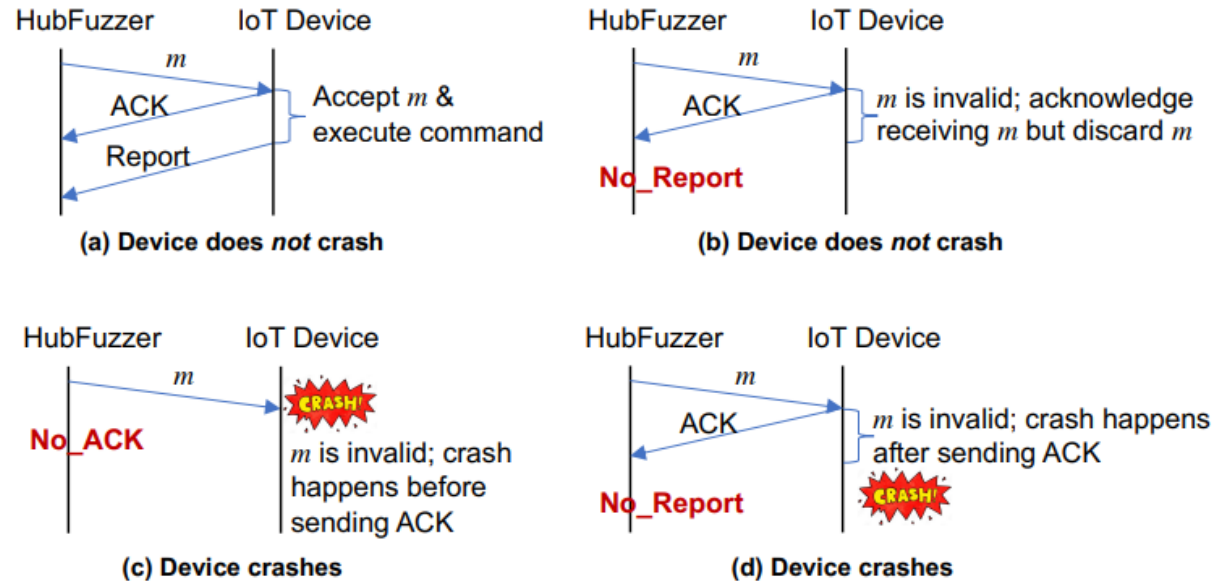 HubFuzzer IoT Device
m
ACK
Report
Accept m &
execute command
(a) Device does not crash
HubFuzzer IoT Device
m
ACK
No_Report
m is invalid; acknowledge
receiving m but discard m
(b) Device does not crash
HubFuzzer IoT Device
m
CRASH!
No_ACK
m is invalid; crash
happens before
sending ACK
(c) Device crashes
HubFuzzer IoT Device
m
ACK
No_Report
m is invalid; crash happens
after sending ACK
CRASH!
(d) Device crashes